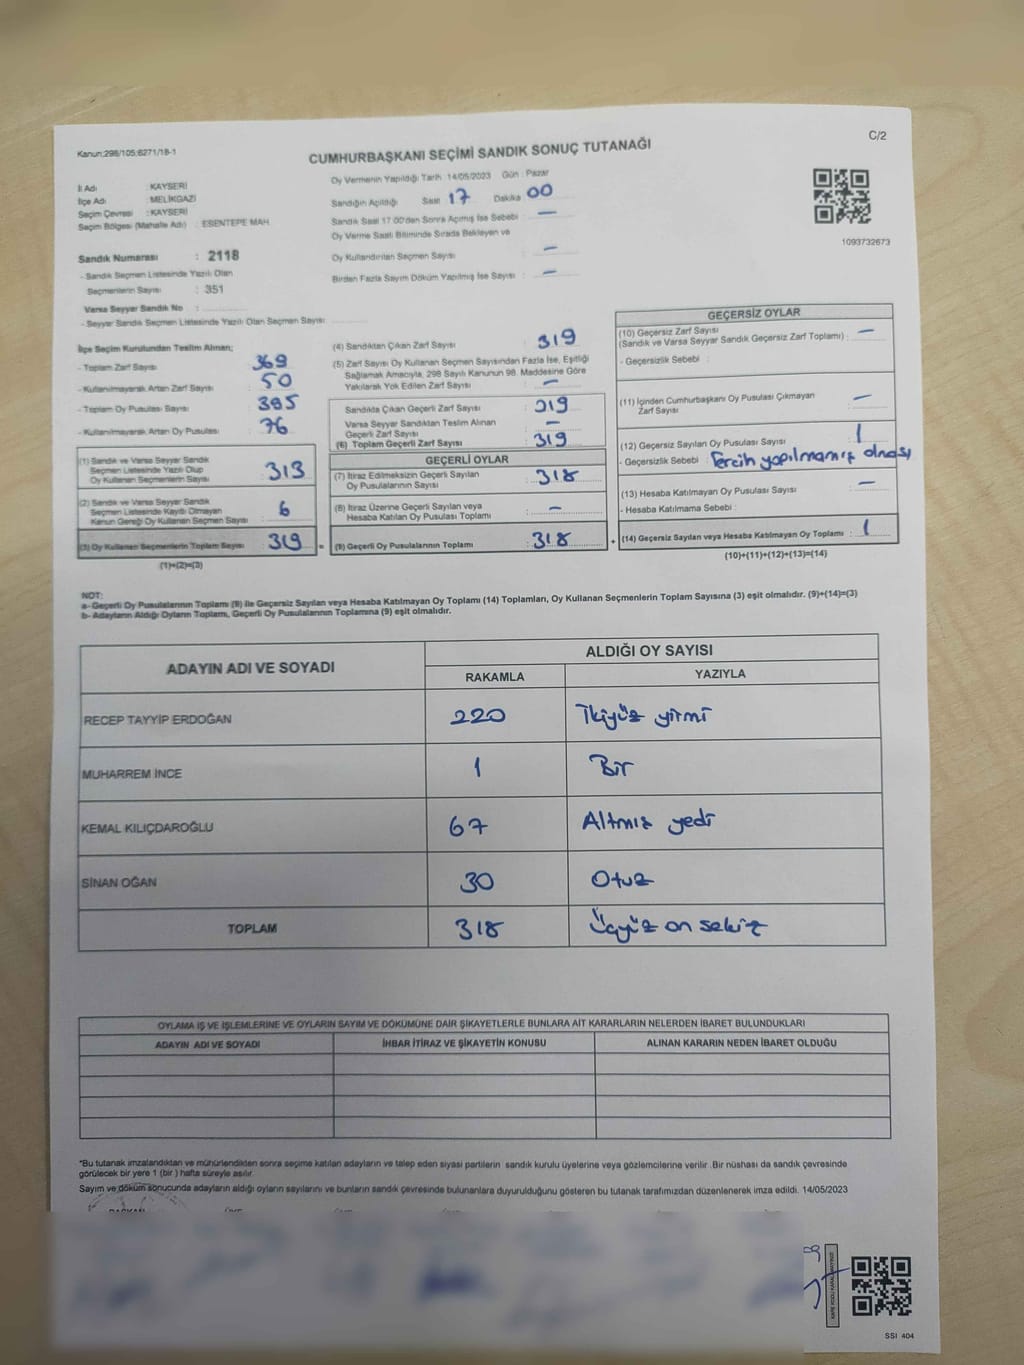 Kanun;298/105;6271/18-1
C/2
CUMHURBAŞKANI SEÇİMİ SANDIK SONUÇ TUTANAĞI
İl Adı : KAYSERİ
İlçe Adı : MELİKGAZİ
Seçim Çevresi : KAYSERİ
Seçim Bölgesi (Mahalle Adı) : ESENTEPE MAH.
Sandık Numarası : 2118
- Sandık Seçmen Listesinde Yazılı Olan
Seçmenlerin Sayısı : 351
Varsa Seyyar Sandık No :
- Seyyar Sandık Seçmen Listesinde Yazılı Olan Seçmen Sayısı:
Oy Vermenin Yapıldığı Tarih :14/05/2023 Gün : Pazar
Sandığın Açıldığı Saat 17 Dakika 00
Sandık Saat 17.00'den Sonra Açılmış İse Sebebi : —
Oy Verme Saati Bitiminde Sırada Bekleyen ve
Oy Kullandırılan Seçmen Sayısı : —
Birden Fazla Sayım Döküm Yapılmış İse Sayısı : —
1093732673
İlçe Seçim Kurulundan Teslim Alınan;
- Toplam Zarf Sayısı : 369
- Kullanılmayarak Artan Zarf Sayısı : 50
- Toplam Oy Pusulası Sayısı : 395
- Kullanılmayarak Artan Oy Pusulası : 76
(1) Sandık ve Varsa Seyyar Sandık
Seçmen Listesinde Yazılı Olup
Oy Kullanan Seçmenlerin Sayısı : 313
(2) Sandık ve Varsa Seyyar Sandık
Seçmen Listesinde Kaydı Olmayan
Kanun Gereği Oy Kullanan Seçmen Sayısı : 6
(3) Oy Kullanan Seçmenlerin Toplam Sayısı : 319
(1)+(2)=(3)
(4) Sandıktan Çıkan Zarf Sayısı : 319
(5) Zarf Sayısı Oy Kullanan Seçmen Sayısından Fazla İse, Eşitliği
Sağlamak Amacıyla, 298 Sayılı Kanunun 98. Maddesine Göre
Yakılarak Yok Edilen Zarf Sayısı : —
Sandıkta Çıkan Geçerli Zarf Sayısı : 319
Varsa Seyyar Sandıktan Teslim Alınan
Geçerli Zarf Sayısı : —
(6) Toplam Geçerli Zarf Sayısı : 319
GEÇERLİ OYLAR
(7) İtiraz Edilmeksizin Geçerli Sayılan
Oy Pusulalarının Sayısı : 318
(8) İtiraz Üzerine Geçerli Sayılan veya
Hesaba Katılan Oy Pusulası Toplamı : —
= (9) Geçerli Oy Pusulalarının Toplamı : 318 +
GEÇERSİZ OYLAR
(10) Geçersiz Zarf Sayısı
(Sandık ve Varsa Seyyar Sandık Geçersiz Zarf Toplamı) : —
- Geçersizlik Sebebi :
(11) İçinden Cumhurbaşkanı Oy Pusulası Çıkmayan
Zarf Sayısı : —
(12) Geçersiz Sayılan Oy Pusulası Sayısı : 1
- Geçersizlik Sebebi : Tercih yapılmamış olması
(13) Hesaba Katılmayan Oy Pusulası Sayısı : —
- Hesaba Katılmama Sebebi :
(14) Geçersiz Sayılan veya Hesaba Katılmayan Oy Toplamı : 1
(10)+(11)+(12)+(13)=(14)
NOT:
a- Geçerli Oy Pusulalarının Toplamı (9) ile Geçersiz Sayılan veya Hesaba Katılmayan Oy Toplamı (14) Toplamları, Oy Kullanan Seçmenlerin Toplam Sayısına (3) eşit olmalıdır. (9)+(14)=(3)
b- Adayların Aldığı Oyların Toplamı, Geçerli Oy Pusulalarının Toplamına (9) eşit olmalıdır.
ADAYIN ADI VE SOYADI
ALDIĞI OY SAYISI
RAKAMLA YAZIYLA
RECEP TAYYİP ERDOĞAN 220 İkiyüz yirmi
MUHARREM İNCE 1 Bir
KEMAL KILIÇDAROĞLU 67 Altmış yedi
SİNAN OĞAN 30 Otuz
TOPLAM 318 Üçyüz on sekiz
OYLAMA İŞ VE İŞLEMLERİNE VE OYLARIN SAYIM VE DÖKÜMÜNE DAİR ŞİKAYETLERLE BUNLARA AİT KARARLARIN NELERDEN İBARET BULUNDUKLARI
ADAYIN ADI VE SOYADI İHBAR İTİRAZ VE ŞİKAYETİN KONUSU ALINAN KARARIN NEDEN İBARET OLDUĞU
*Bu tutanak imzalandıktan ve mühürlendikten sonra seçime katılan adayların ve talep eden siyasi partilerin sandık kurulu üyelerine veya gözlemcilerine verilir. Bir nüshası da sandık çevresinde
görülecek bir yere 1 (bir ) hafta süreyle asılır.
Sayım ve döküm sonucunda adayların aldığı oyların sayılarını ve bunların sandık çevresinde bulunanlara duyurulduğunu gösteren bu tutanak tarafımızdan düzenlenerek imza edildi. 14/05/2023
BAŞKAN
SSI 404